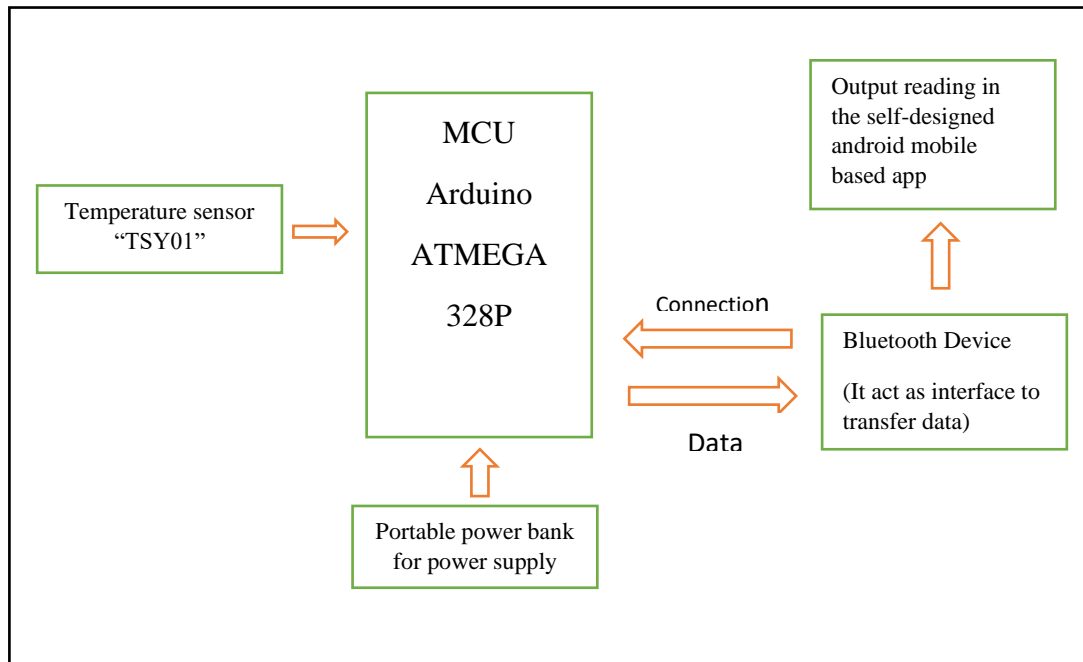 Temperature sensor
“TSY01”
MCU
Arduino
ATMEGA
328P
Portable power bank
for power supply
Connection
Data
Output reading in
the self-designed
android mobile
based app
Bluetooth Device
(It act as interface to
transfer data)